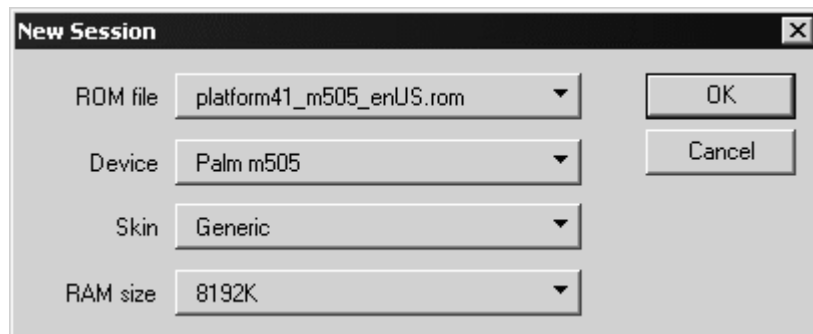 New Session
ROM file platform41_m505_enUS.rom OK
Device Palm m505 Cancel
Skin Generic
RAM size 8192K